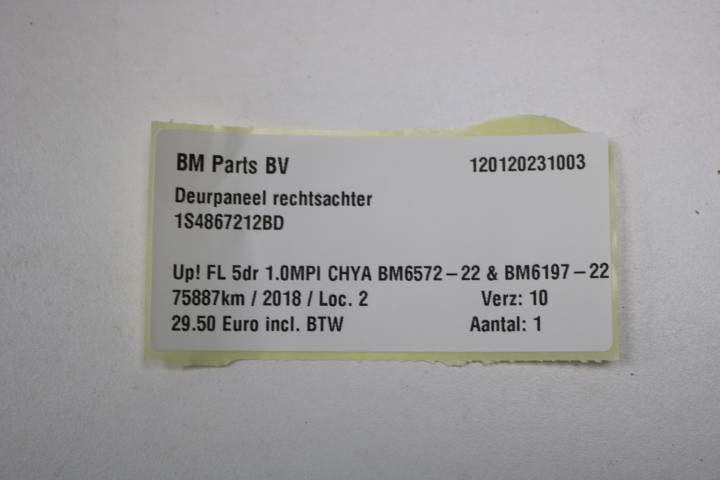 BM Parts BV 120120231003
Deurpaneel rechtsachter
1S4867212BD
Up! FL 5dr 1.0MPI CHYA BM6572-22 & BM6197-22
75887km / 2018 / Loc. 2 Verz: 10
29.50 Euro incl. BTW Aantal: 1